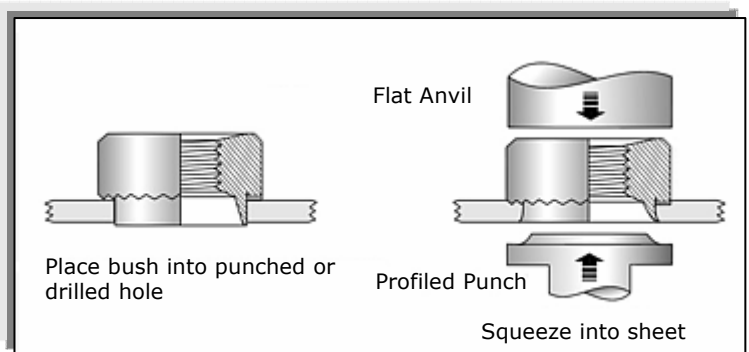 Flat Anvil
Place bush into punched or
drilled hole
Profiled Punch
Squeeze into sheet